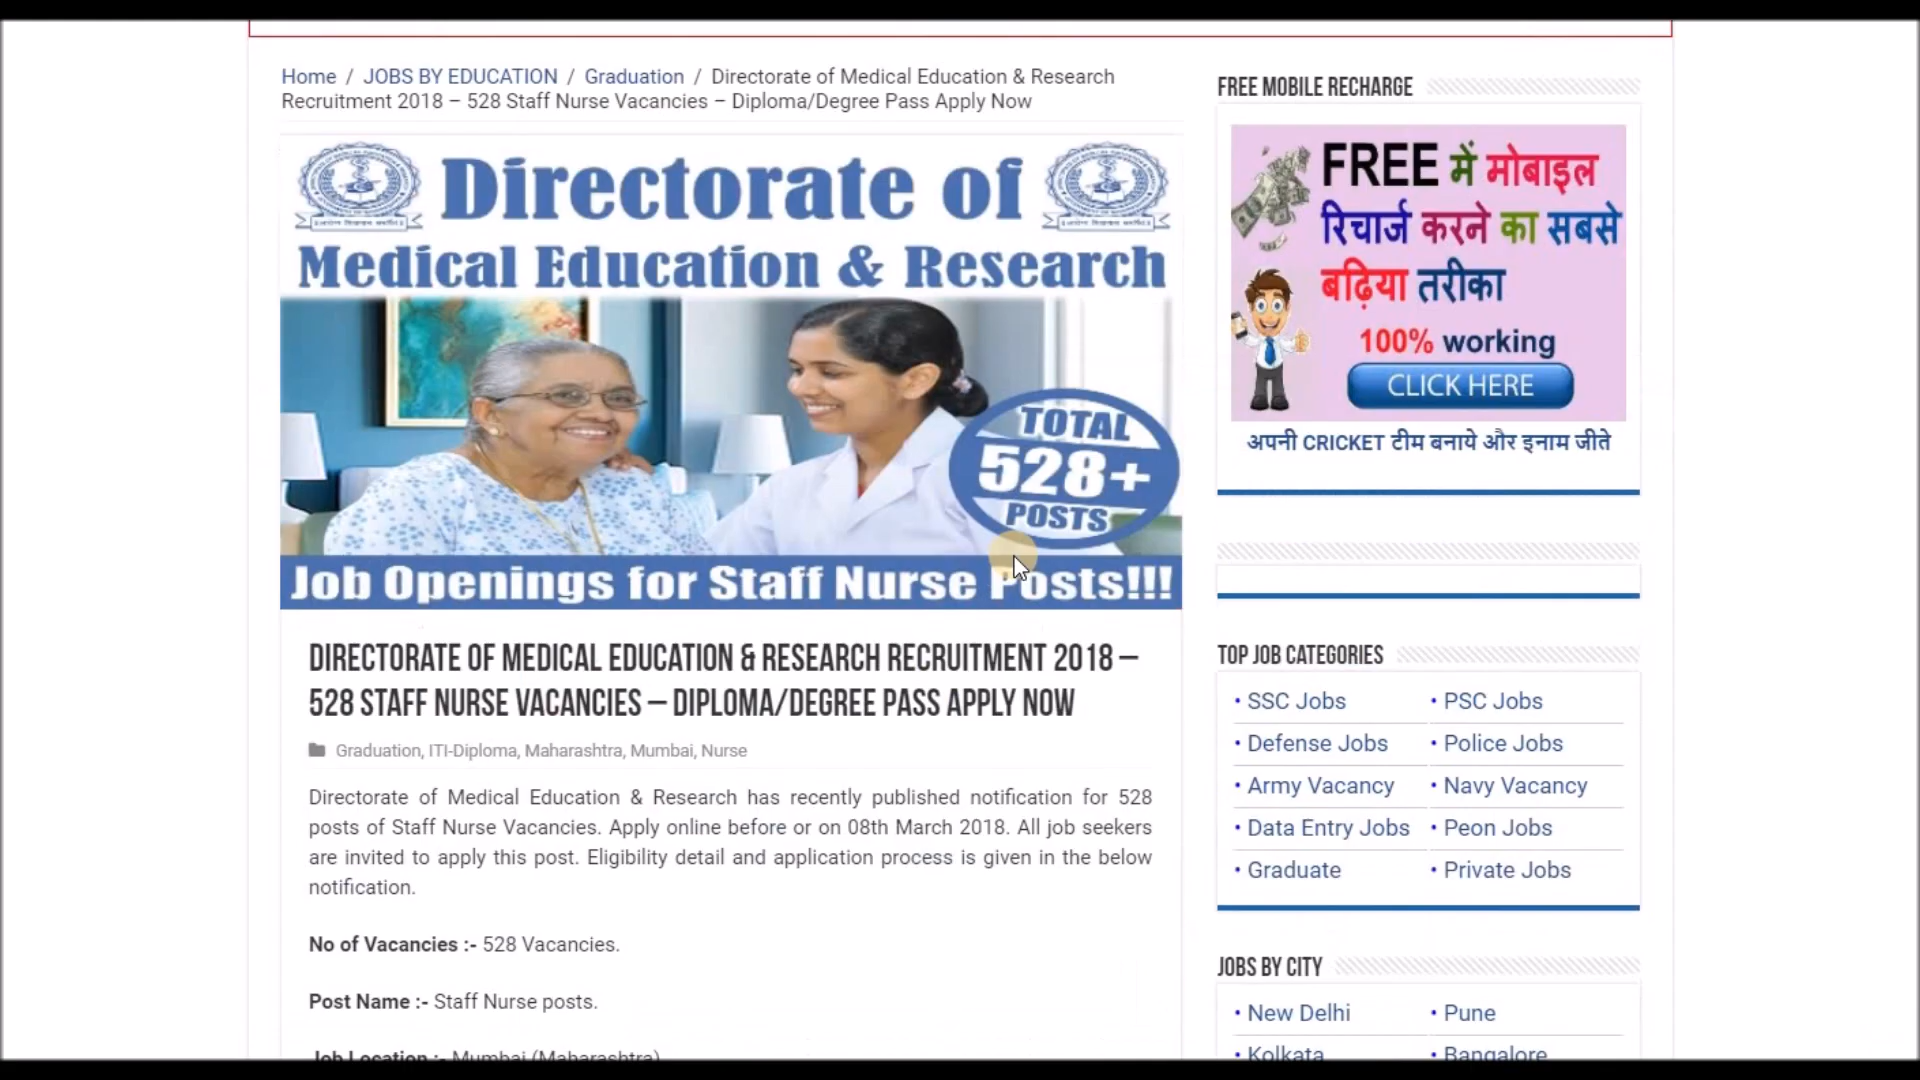 Home / JOBS BY EDUCATION / Graduation / Directorate of Medical Education & Research
Recruitment 2018 – 528 Staff Nurse Vacancies – Diploma/Degree Pass Apply Now
Directorate of
Medical Education & Research
TOTAL
528+
POSTS
Job Openings for Staff Nurse Posts!!!
DIRECTORATE OF MEDICAL EDUCATION & RESEARCH RECRUITMENT 2018 –
528 STAFF NURSE VACANCIES – DIPLOMA/DEGREE PASS APPLY NOW
Graduation, ITI-Diploma, Maharashtra, Mumbai, Nurse
Directorate of Medical Education & Research has recently published notification for 528
posts of Staff Nurse Vacancies. Apply online before or on 08th March 2018. All job seekers
are invited to apply this post. Eligibility detail and application process is given in the below
notification.
No of Vacancies :- 528 Vacancies.
Post Name :- Staff Nurse posts.
Job Location :- Mumbai (Maharashtra)
FREE MOBILE RECHARGE
FREE में मोबाइल
रिचार्ज करने का सबसे
बढ़िया तरीका
100% working
CLICK HERE
अपनी CRICKET टीम बनाये और इनाम जीते
TOP JOB CATEGORIES
• SSC Jobs • PSC Jobs
• Defense Jobs • Police Jobs
• Army Vacancy • Navy Vacancy
• Data Entry Jobs • Peon Jobs
• Graduate • Private Jobs
JOBS BY CITY
• New Delhi • Pune
• Kolkata • Bangalore